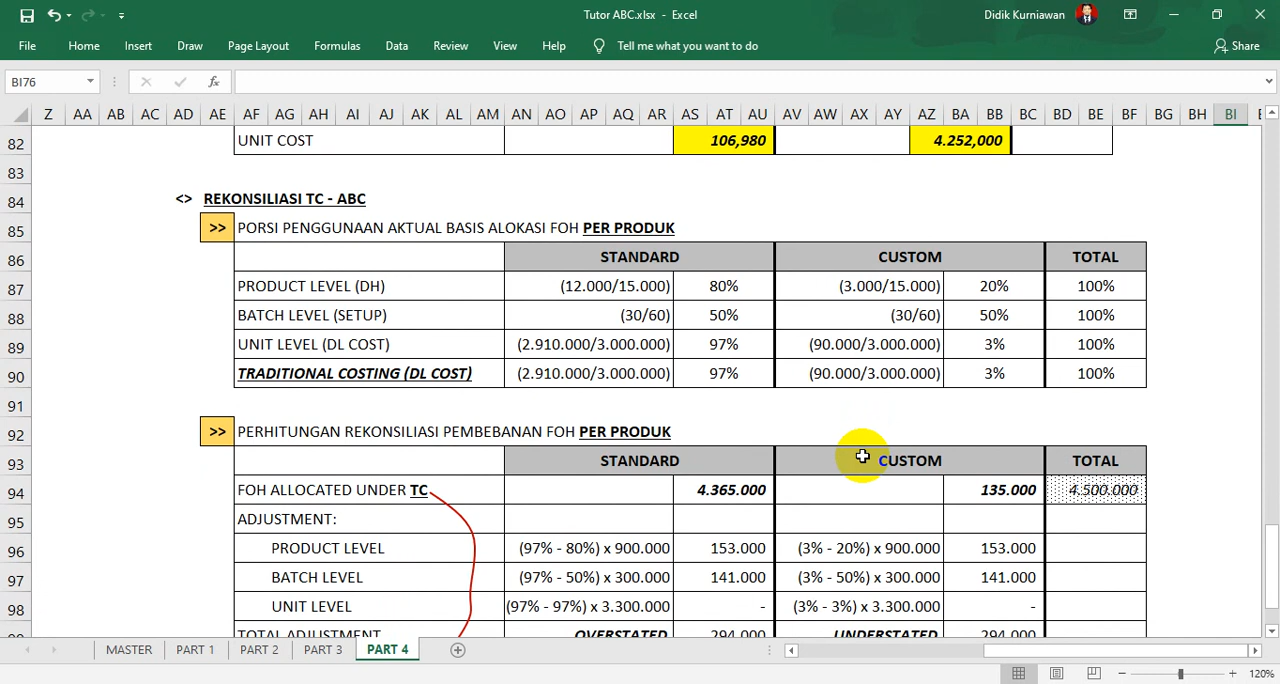 Tutor ABC.xlsx - Excel
Didik Kurniawan
File Home Insert Draw Page Layout Formulas Data Review View Help Tell me what you want to do Share
BI76 fx
Z AA AB AC AD AE AF AG AH AI AJ AK AL AM AN AO AP AQ AR AS AT AU AV AW AX AY AZ BA BB BC BD BE BF BG BH BI
82 UNIT COST 106,980 4.252,000
83
84 <> REKONSILIASI TC - ABC
85 >> PORSI PENGGUNAAN AKTUAL BASIS ALOKASI FOH PER PRODUK
86 STANDARD CUSTOM TOTAL
87 PRODUCT LEVEL (DH) (12.000/15.000) 80% (3.000/15.000) 20% 100%
88 BATCH LEVEL (SETUP) (30/60) 50% (30/60) 50% 100%
89 UNIT LEVEL (DL COST) (2.910.000/3.000.000) 97% (90.000/3.000.000) 3% 100%
90 TRADITIONAL COSTING (DL COST) (2.910.000/3.000.000) 97% (90.000/3.000.000) 3% 100%
91
92 >> PERHITUNGAN REKONSILIASI PEMBEBANAN FOH PER PRODUK
93 STANDARD CUSTOM TOTAL
94 FOH ALLOCATED UNDER TC 4.365.000 135.000 4.500.000
95 ADJUSTMENT:
96 PRODUCT LEVEL (97% - 80%) x 900.000 153.000 (3% - 20%) x 900.000 153.000
97 BATCH LEVEL (97% - 50%) x 300.000 141.000 (3% - 50%) x 300.000 141.000
98 UNIT LEVEL (97% - 97%) x 3.300.000 - (3% - 3%) x 3.300.000 -
TOTAL ADJUSTMENT OVERSTATED 294.000 UNDERSTATED 294.000
MASTER PART 1 PART 2 PART 3 PART 4
120%